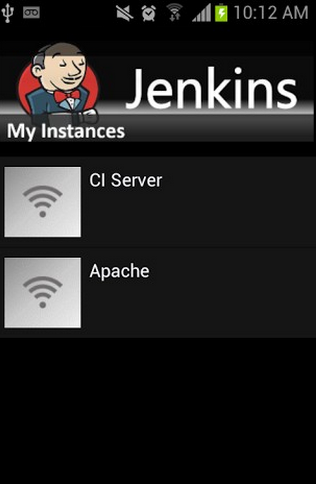 10:12 AM
Jenkins
My Instances
CI Server
Apache